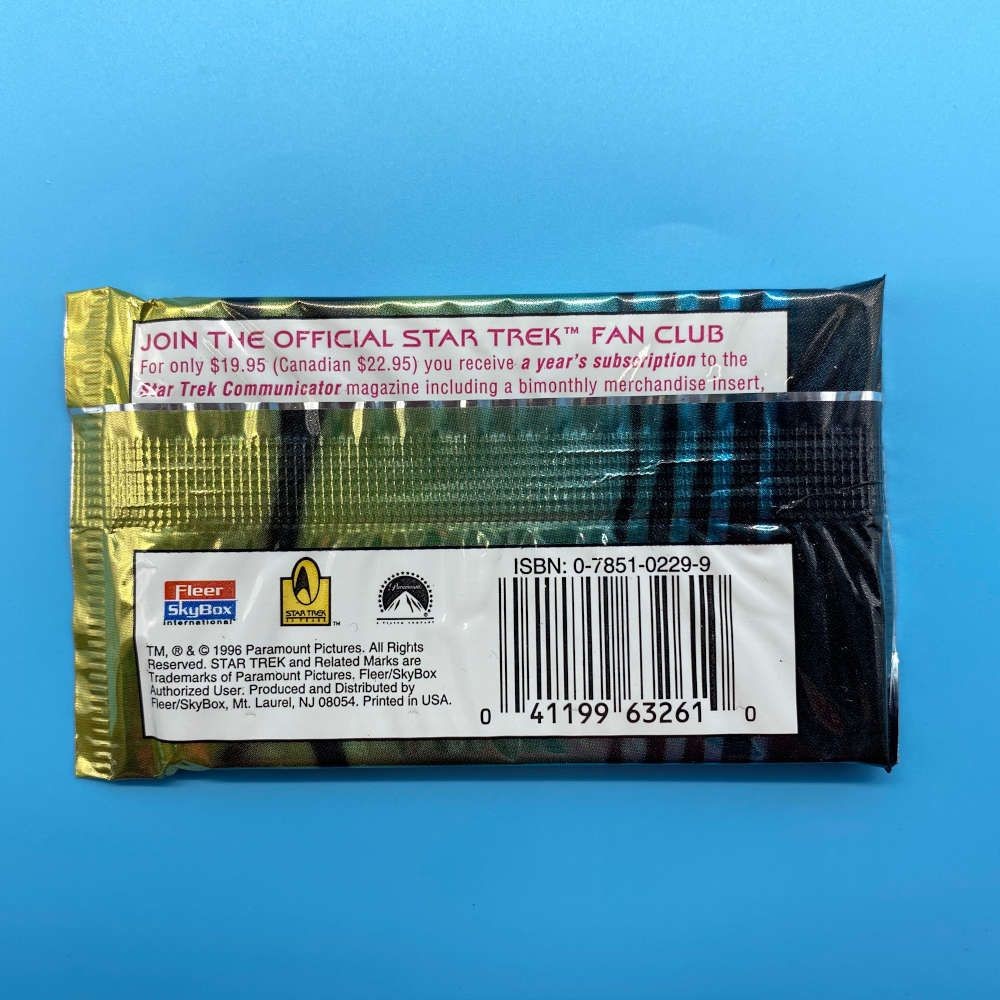 JOIN THE OFFICIAL STAR TREK™ FAN CLUB
For only $19.95 (Canadian $22.95) you receive a year's subscription to the
Star Trek Communicator magazine including a bimonthly merchandise insert,
ISBN: 0-7851-0229-9
Fleer
SkyBox
International
STAR TREK
30 YEARS
TM
Paramount
TM, ® & © 1996 Paramount Pictures. All Rights
Reserved. STAR TREK and Related Marks are
Trademarks of Paramount Pictures. Fleer/SkyBox
Authorized User. Produced and Distributed by
Fleer/SkyBox, Mt. Laurel, NJ 08054. Printed in USA.
0 41199 63261 0